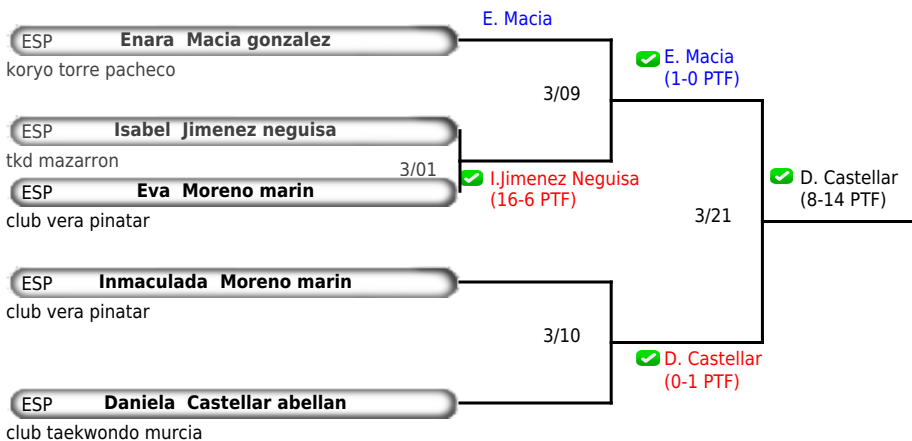 E. Macia
ESP Enara Macia gonzalez
koryo torre pacheco
E. Macia
(1-0 PTF)
3/09
ESP Isabel Jimenez neguisa
tkd mazarron
3/01
I.Jimenez Neguisa
(16-6 PTF)
ESP Eva Moreno marin
club vera pinatar
D. Castellar
(8-14 PTF)
3/21
ESP Inmaculada Moreno marin
club vera pinatar
3/10
D. Castellar
(0-1 PTF)
ESP Daniela Castellar abellan
club taekwondo murcia